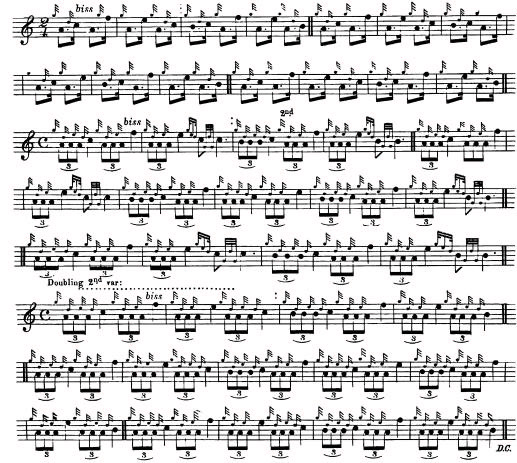 biss
biss 2nd
Doubling 2nd var:
biss
D.C.